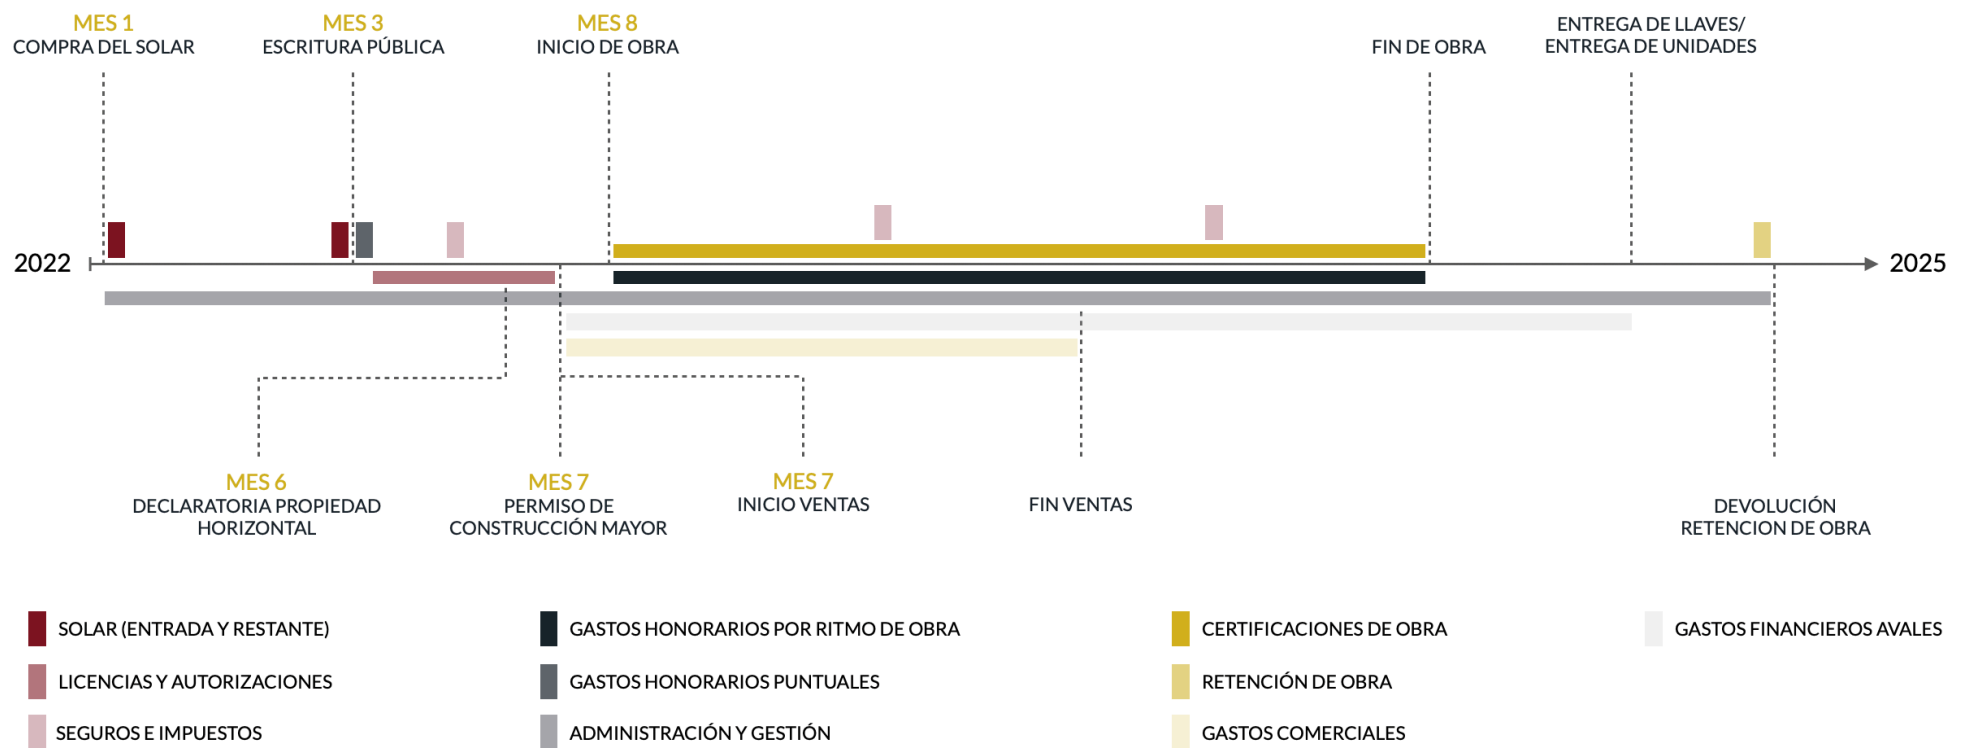 MES 1
COMPRA DEL SOLAR
MES 3
ESCRITURA PÚBLICA
MES 8
INICIO DE OBRA
FIN DE OBRA
ENTREGA DE LLAVES/
ENTREGA DE UNIDADES
2022
2025
MES 6
DECLARATORIA PROPIEDAD
HORIZONTAL
MES 7
PERMISO DE
CONSTRUCCIÓN MAYOR
MES 7
INICIO VENTAS
FIN VENTAS
DEVOLUCIÓN
RETENCION DE OBRA
SOLAR (ENTRADA Y RESTANTE)
GASTOS HONORARIOS POR RITMO DE OBRA
CERTIFICACIONES DE OBRA
GASTOS FINANCIEROS AVALES
LICENCIAS Y AUTORIZACIONES
GASTOS HONORARIOS PUNTUALES
RETENCIÓN DE OBRA
SEGUROS E IMPUESTOS
ADMINISTRACIÓN Y GESTIÓN
GASTOS COMERCIALES